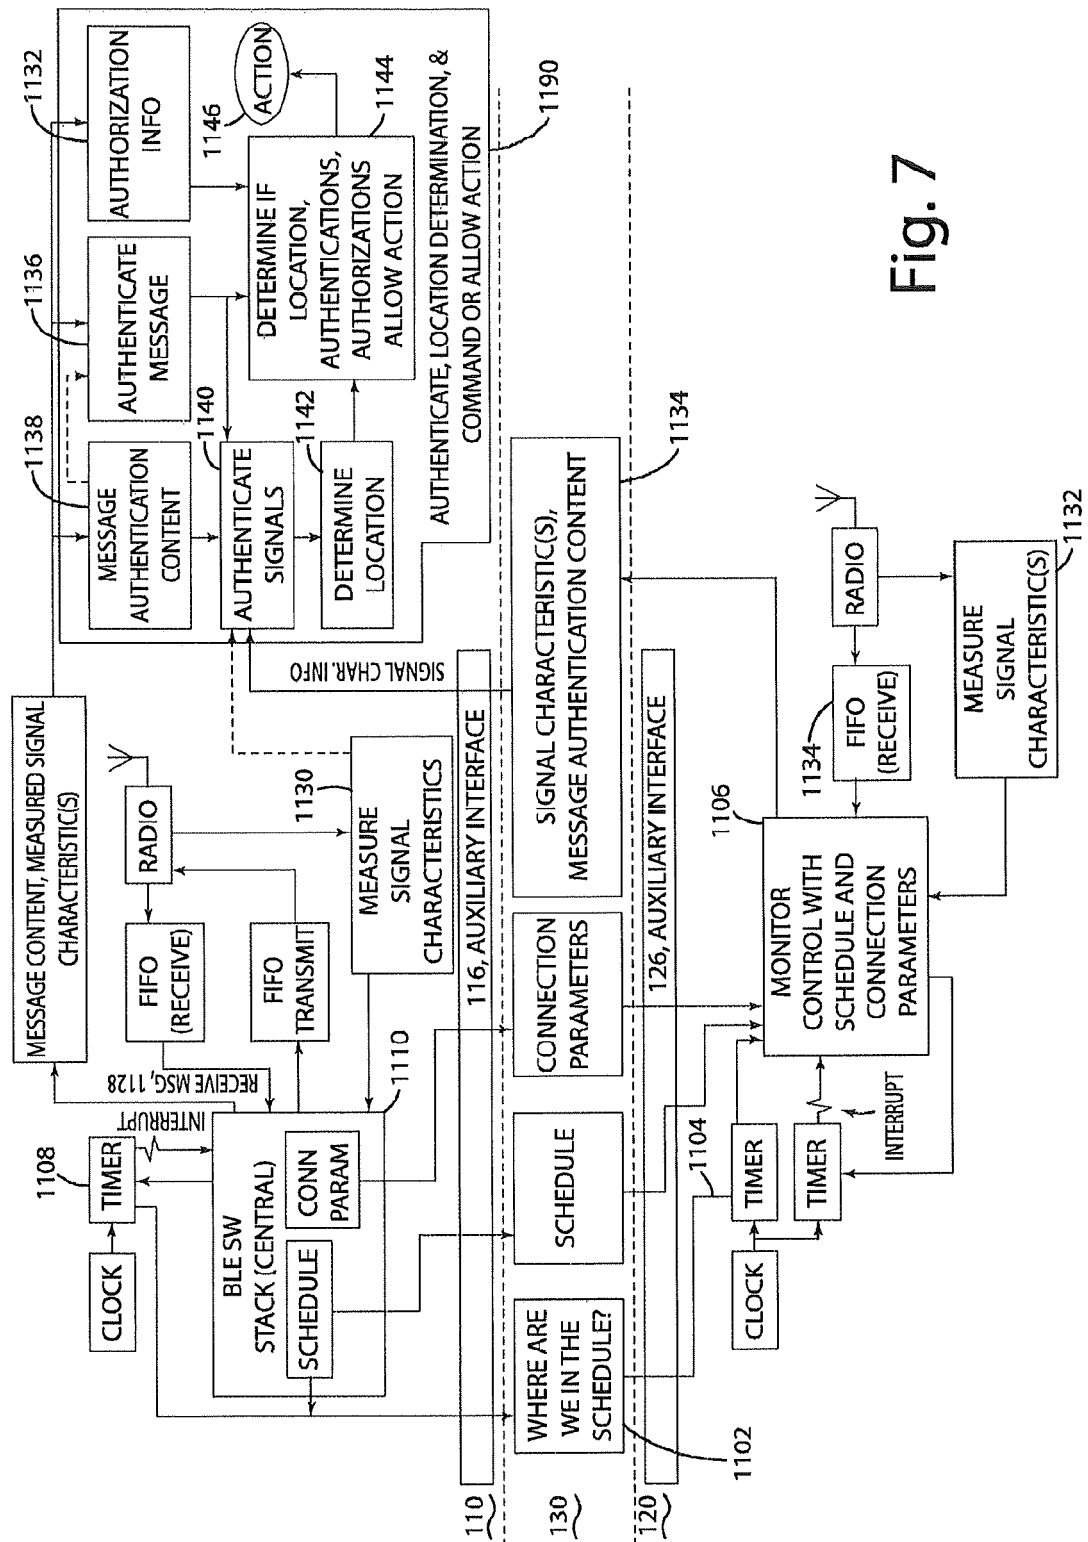 MESSAGE CONTENT, MEASURED SIGNAL
CHARACTERISTIC(S)
1108
CLOCK
TIMER
INTERRUPT
RECEIVE MSG, 1128
BLE SW
STACK (CENTRAL)
SCHEDULE
CONN
PARAM
1110
FIFO
(RECEIVE)
FIFO
TRANSMIT
RADIO
1130
MEASURE
SIGNAL
CHARACTERISTICS
1138
MESSAGE
AUTHENTICATION
CONTENT
1136
AUTHENTICATE
MESSAGE
1132
AUTHORIZATION
INFO
1140
AUTHENTICATE
SIGNALS
1142
DETERMINE
LOCATION
1146
ACTION
1144
DETERMINE IF
LOCATION,
AUTHENTICATIONS,
AUTHORIZATIONS
ALLOW ACTION
AUTHENTICATE, LOCATION DETERMINATION, &
COMMAND OR ALLOW ACTION
1190
SIGNAL CHAR. INFO
110
116, AUXILIARY INTERFACE
130
WHERE ARE
WE IN THE
SCHEDULE?
1102
SCHEDULE
CONNECTION
PARAMETERS
SIGNAL CHARACTERISTIC(S),
MESSAGE AUTHENTICATION CONTENT
1134
120
126, AUXILIARY INTERFACE
1104
CLOCK
TIMER
TIMER
INTERRUPT
1106
MONITOR
CONTROL WITH
SCHEDULE AND
CONNECTION
PARAMETERS
1134
FIFO
(RECEIVE)
RADIO
MEASURE
SIGNAL
CHARACTERISTIC(S)
1132
Fig. 7